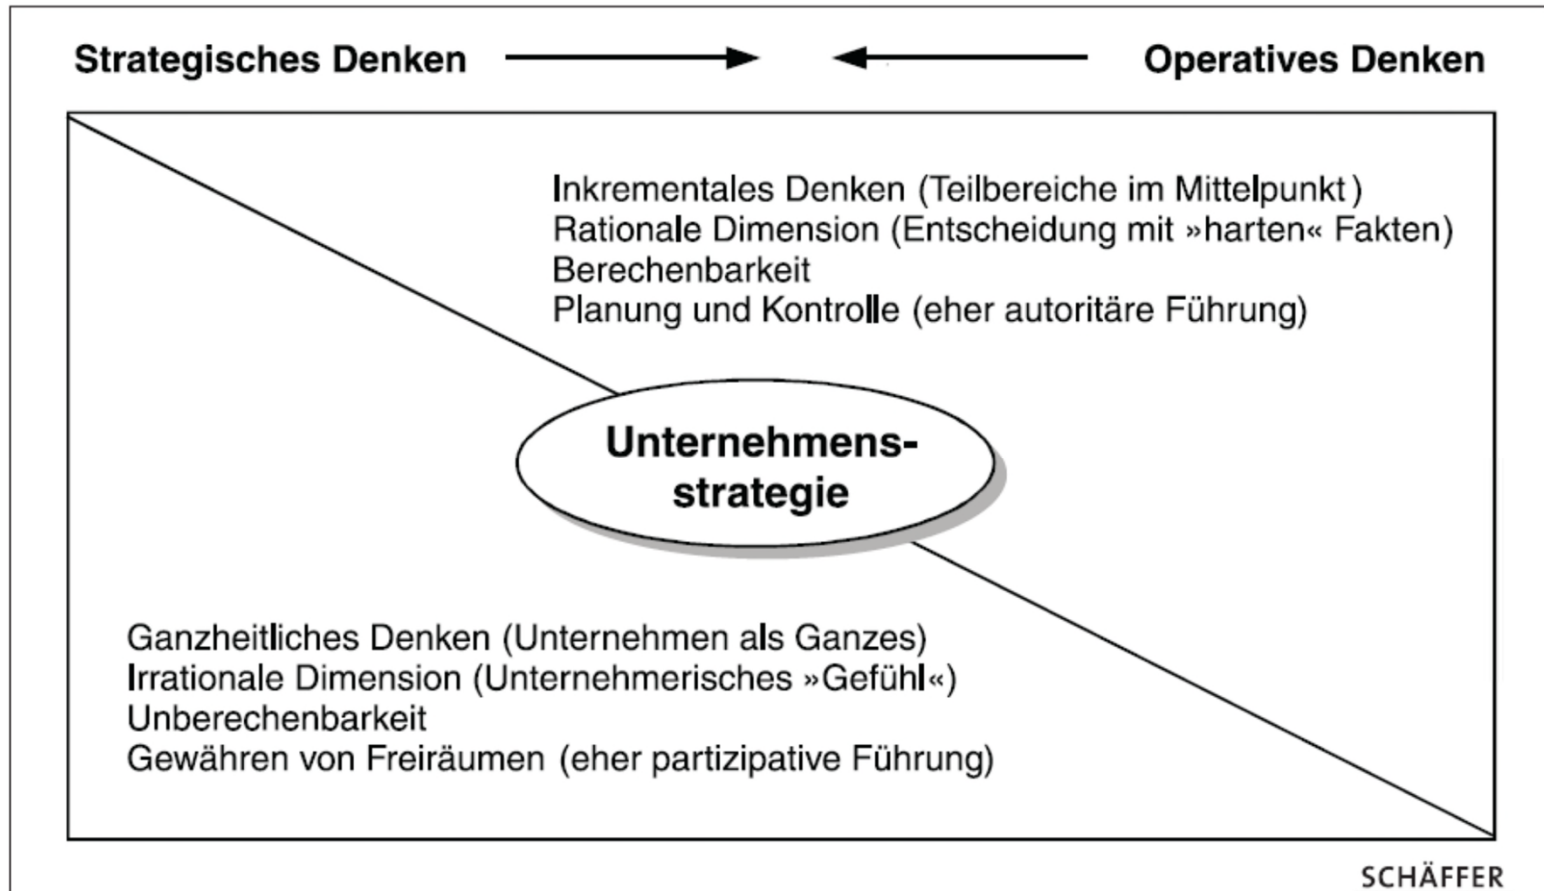 Strategisches Denken
Operatives Denken
Inkrementales Denken (Teilbereiche im Mittelpunkt)
Rationale Dimension (Entscheidung mit »harten« Fakten)
Berechenbarkeit
Planung und Kontrolle (eher autoritäre Führung)
Unternehmens-
strategie
Ganzheitliches Denken (Unternehmen als Ganzes)
Irrationale Dimension (Unternehmerisches »Gefühl«)
Unberechenbarkeit
Gewähren von Freiräumen (eher partizipative Führung)
SCHÄFFER